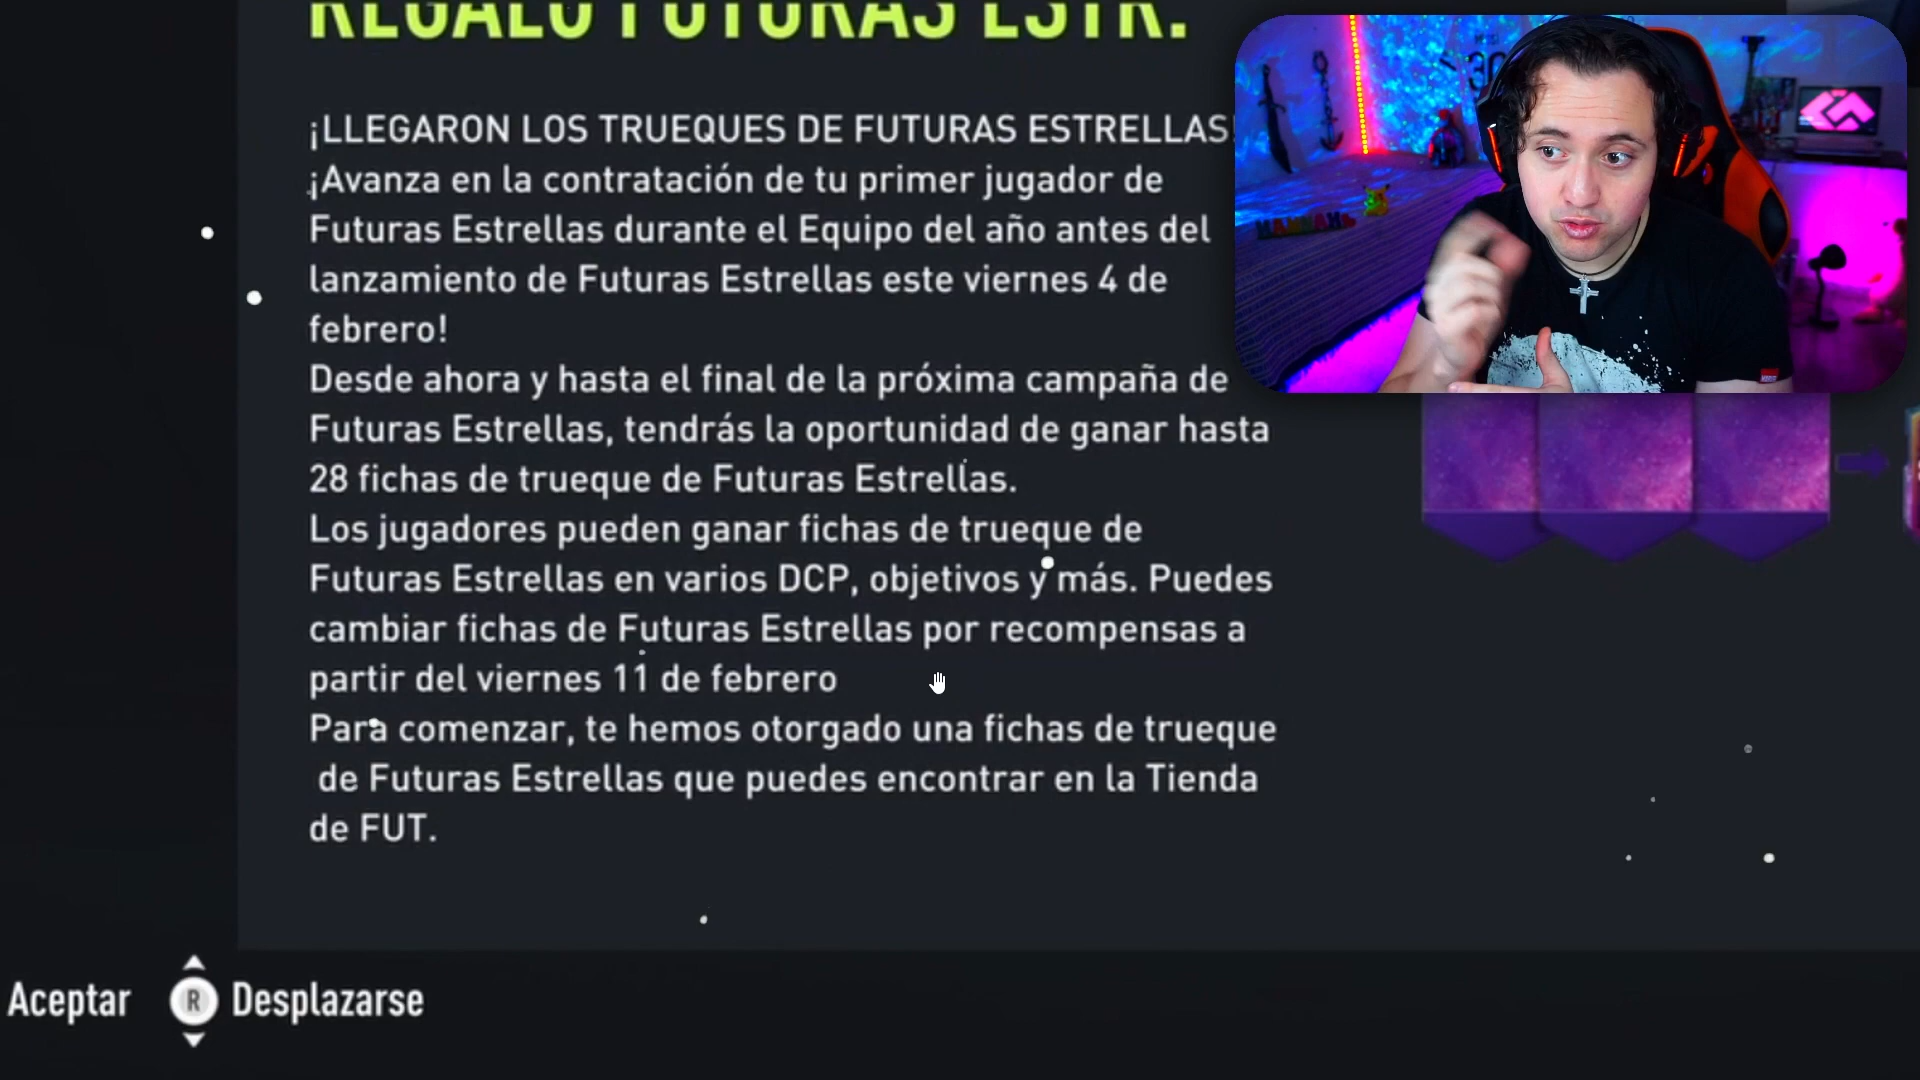 REGALO FUTURAS ESTR.
¡LLEGARON LOS TRUEQUES DE FUTURAS ESTRELLAS!
¡Avanza en la contratación de tu primer jugador de
Futuras Estrellas durante el Equipo del año antes del
lanzamiento de Futuras Estrellas este viernes 4 de
febrero!
Desde ahora y hasta el final de la próxima campaña de
Futuras Estrellas, tendrás la oportunidad de ganar hasta
28 fichas de trueque de Futuras Estrellas.
Los jugadores pueden ganar fichas de trueque de
Futuras Estrellas en varios DCP, objetivos y más. Puedes
cambiar fichas de Futuras Estrellas por recompensas a
partir del viernes 11 de febrero
Para comenzar, te hemos otorgado una fichas de trueque
de Futuras Estrellas que puedes encontrar en la Tienda
de FUT.
Aceptar R Desplazarse